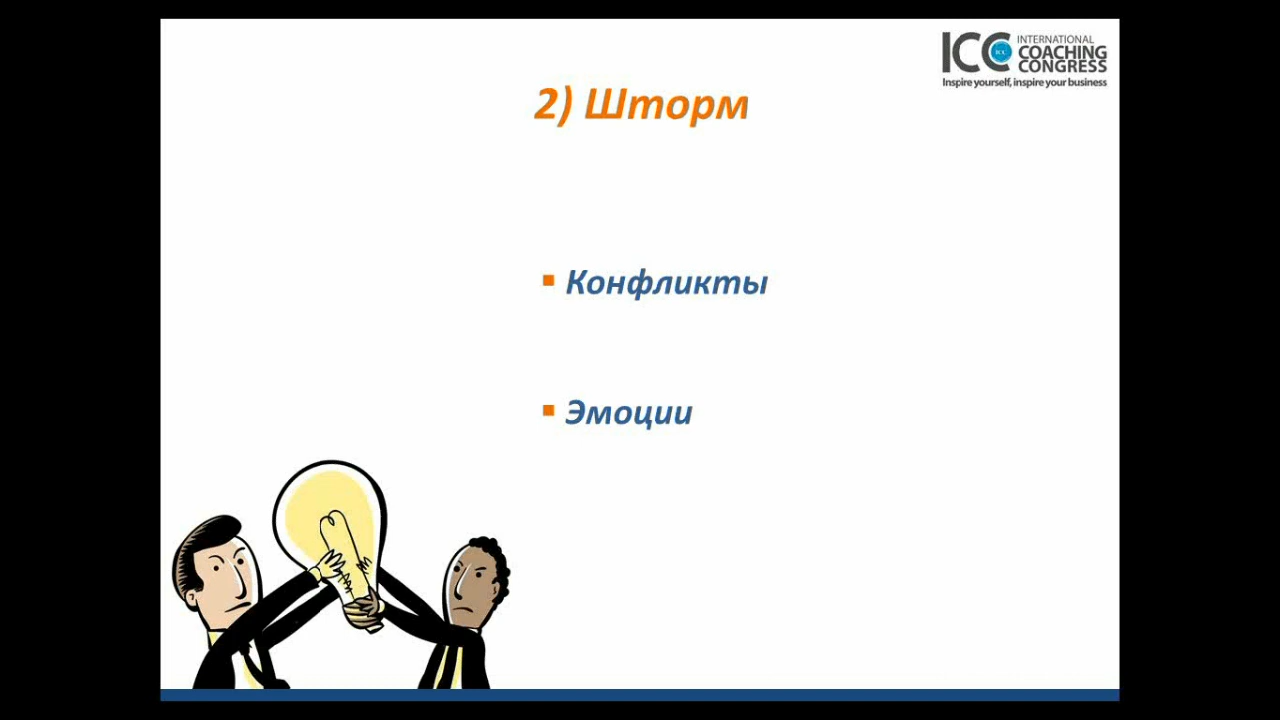 ICC
INTERNATIONAL
COACHING
CONGRESS
Inspire yourself, inspire your business
2) Шторм
Конфликты
Эмоции